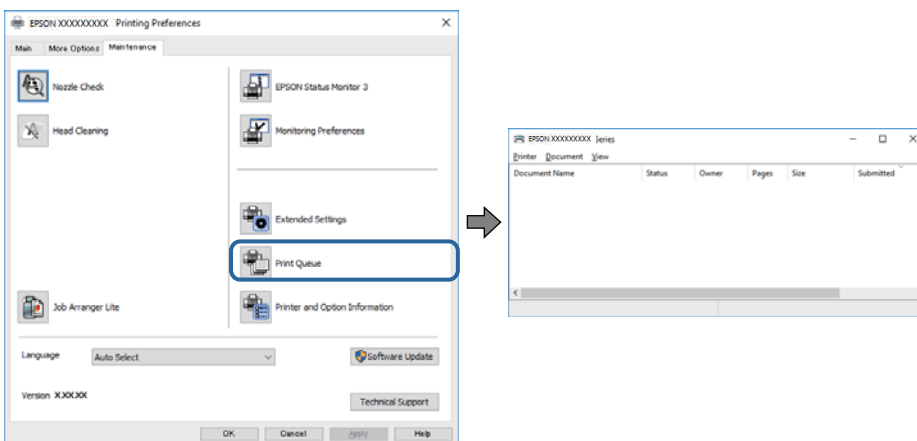 EPSON XXXXXXXXX Printing Preferences
Main More Options Maintenance
Nozzle Check
EPSON Status Monitor 3
Head Cleaning
Monitoring Preferences
Extended Settings
Print Queue
Job Arranger Lite
Printer and Option Information
Language Auto Select Software Update
Version X.XX.XX
Technical Support
OK Cancel Apply Help
EPSON XXXXXXXXX Series
Printer Document View
Document Name Status Owner Pages Size Submitted